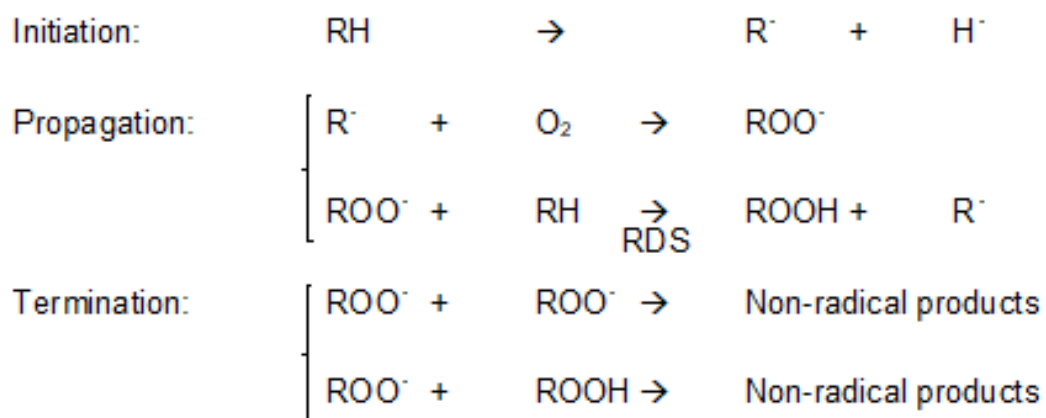 Initiation: RH → R˙ + H˙
Propagation: R˙ + O₂ → ROO˙
ROO˙ + RH → ROOH + R˙
RDS
Termination: ROO˙ + ROO˙ → Non-radical products
ROO˙ + ROOH → Non-radical products